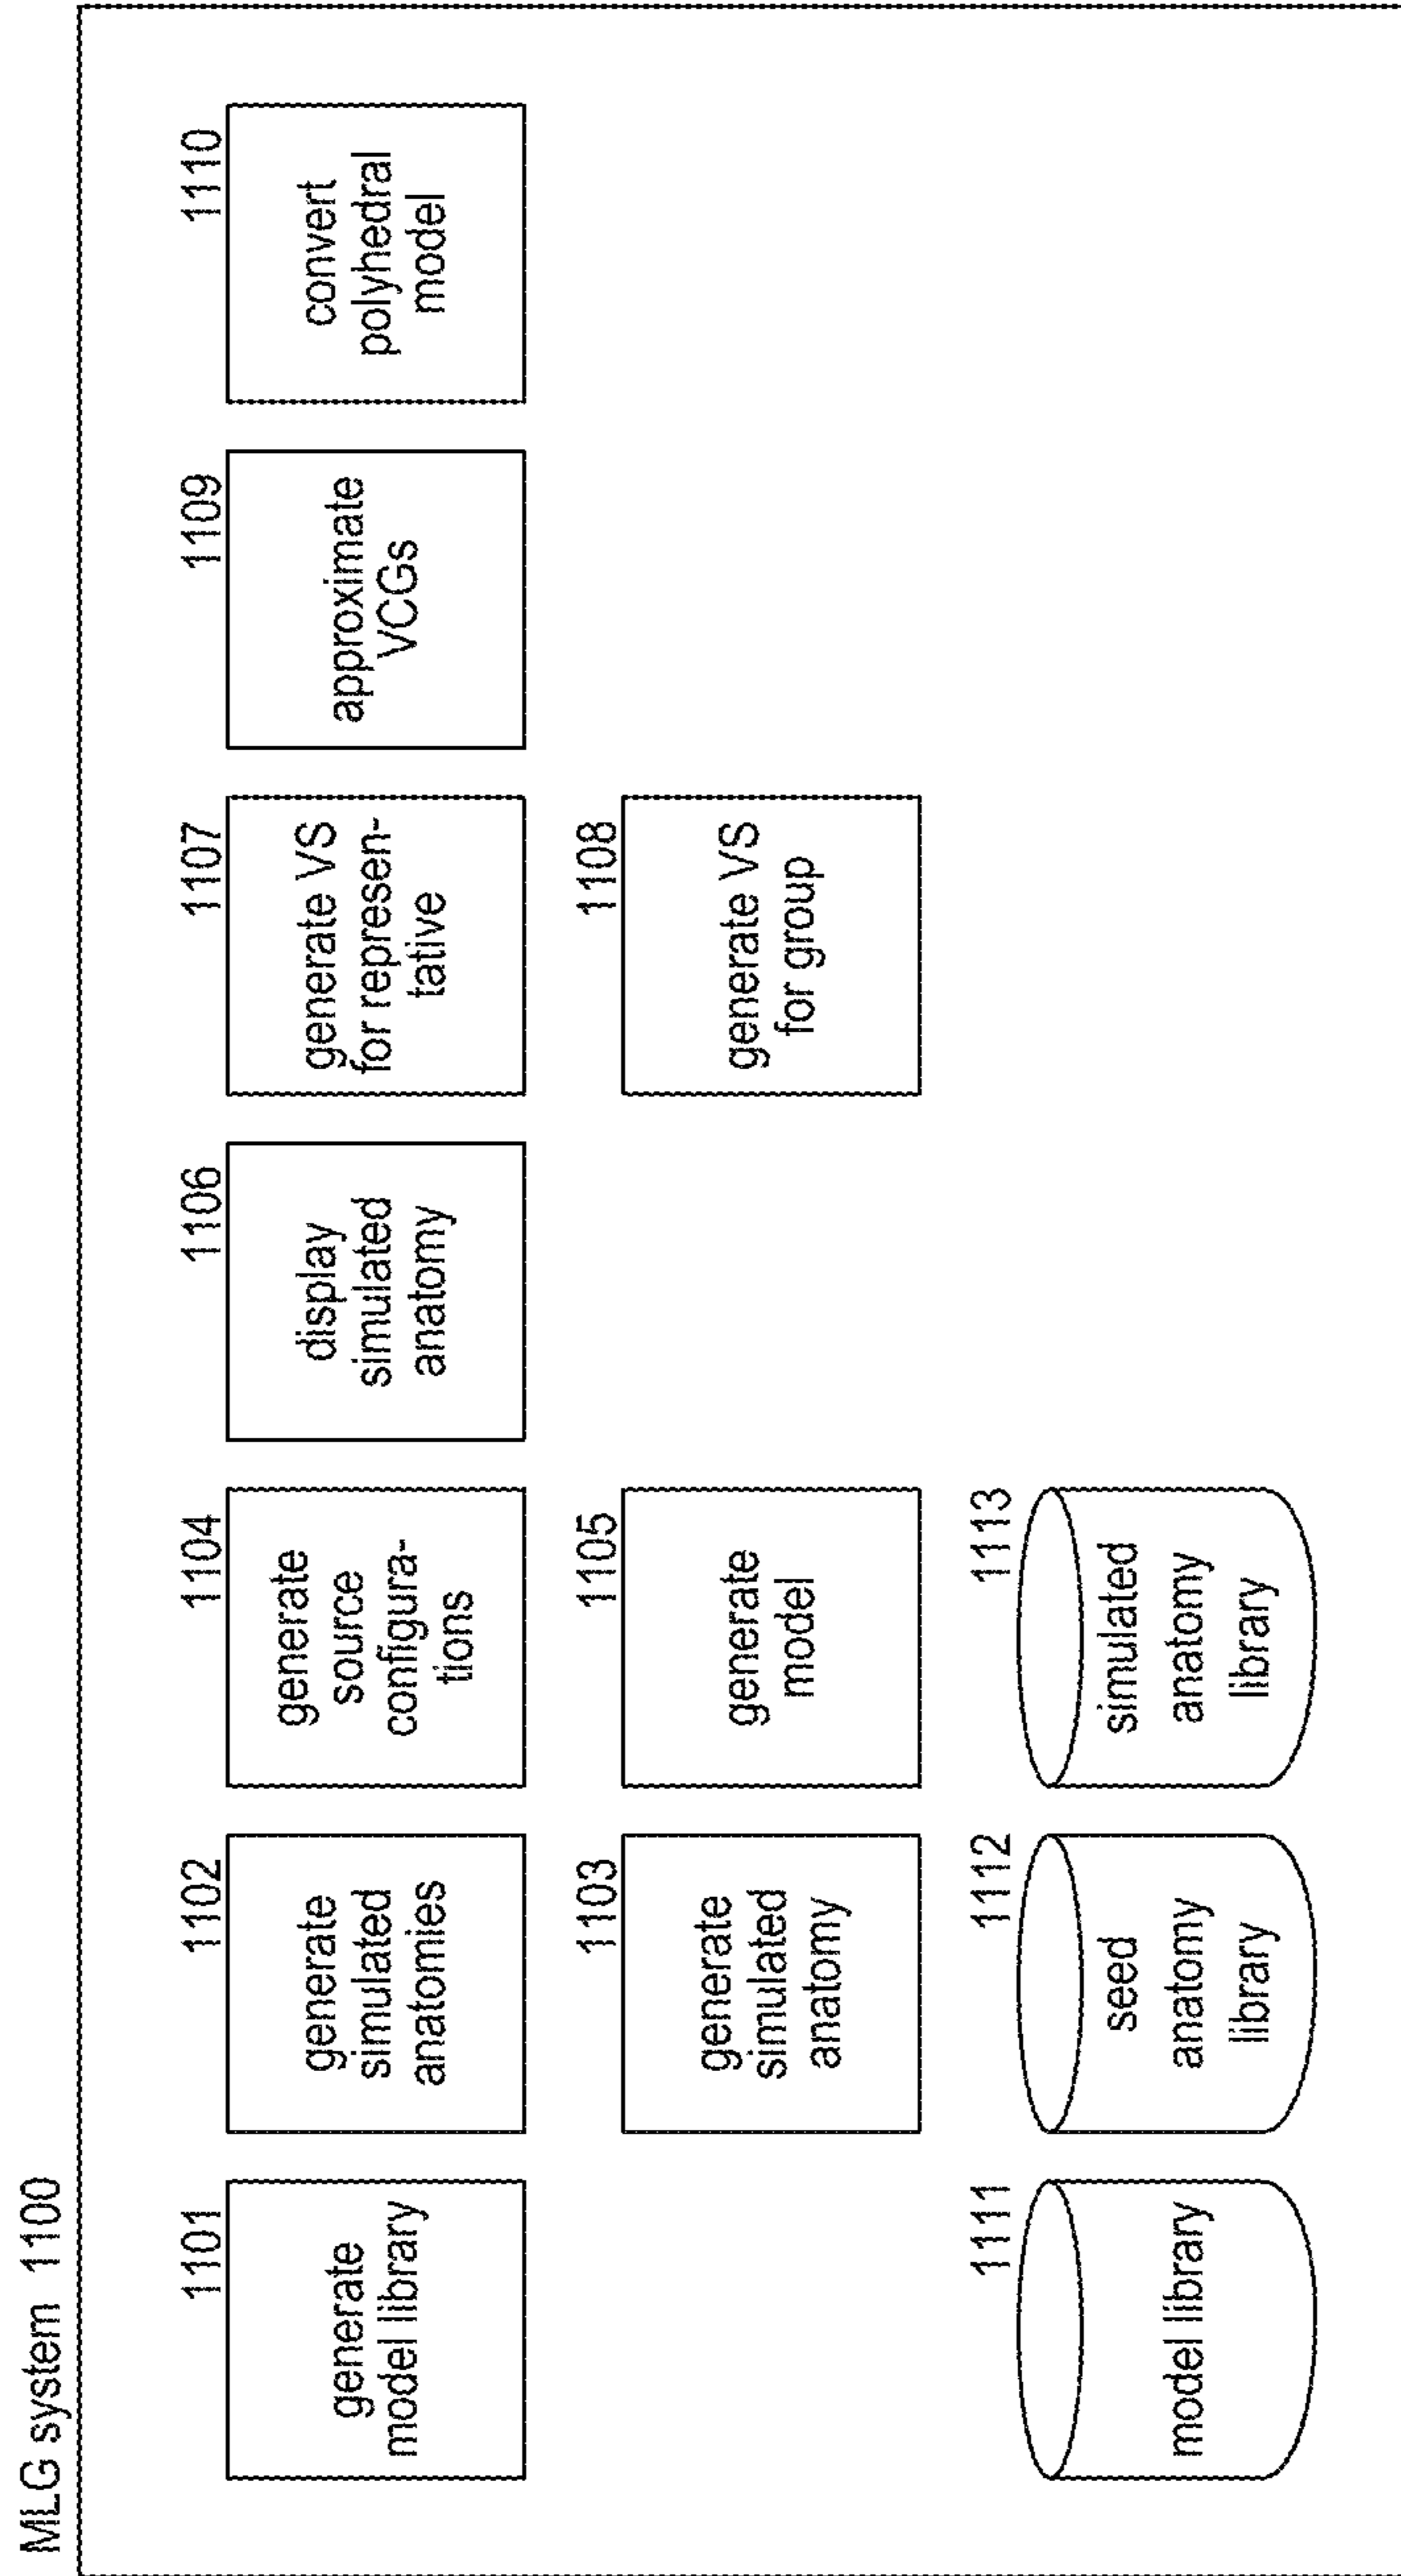 MLG system 1100
1101
generate
model library
1102
generate
simulated
anatomies
1104
generate
source
configura-
tions
1106
display
simulated
anatomy
1107
generate VS
for represen-
tative
1109
approximate
VCGs
1110
convert
polyhedral
model
1103
generate
simulated
anatomy
1105
generate
model
1108
generate VS
for group
1111
model library
1112
seed
anatomy
library
1113
simulated
anatomy
library